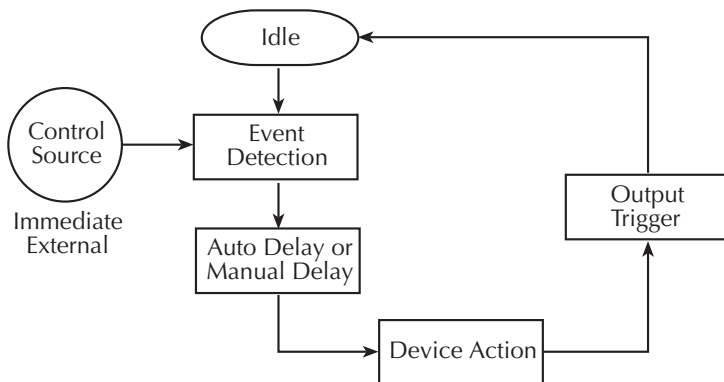 Idle
Control
Source
Immediate
External
Event
Detection
Auto Delay or
Manual Delay
Device Action
Output
Trigger